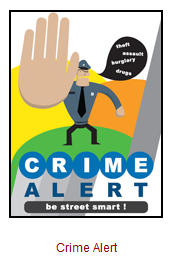 theft
assault
burglary
drugs
CRIME
ALERT
be street smart !
Crime Alert